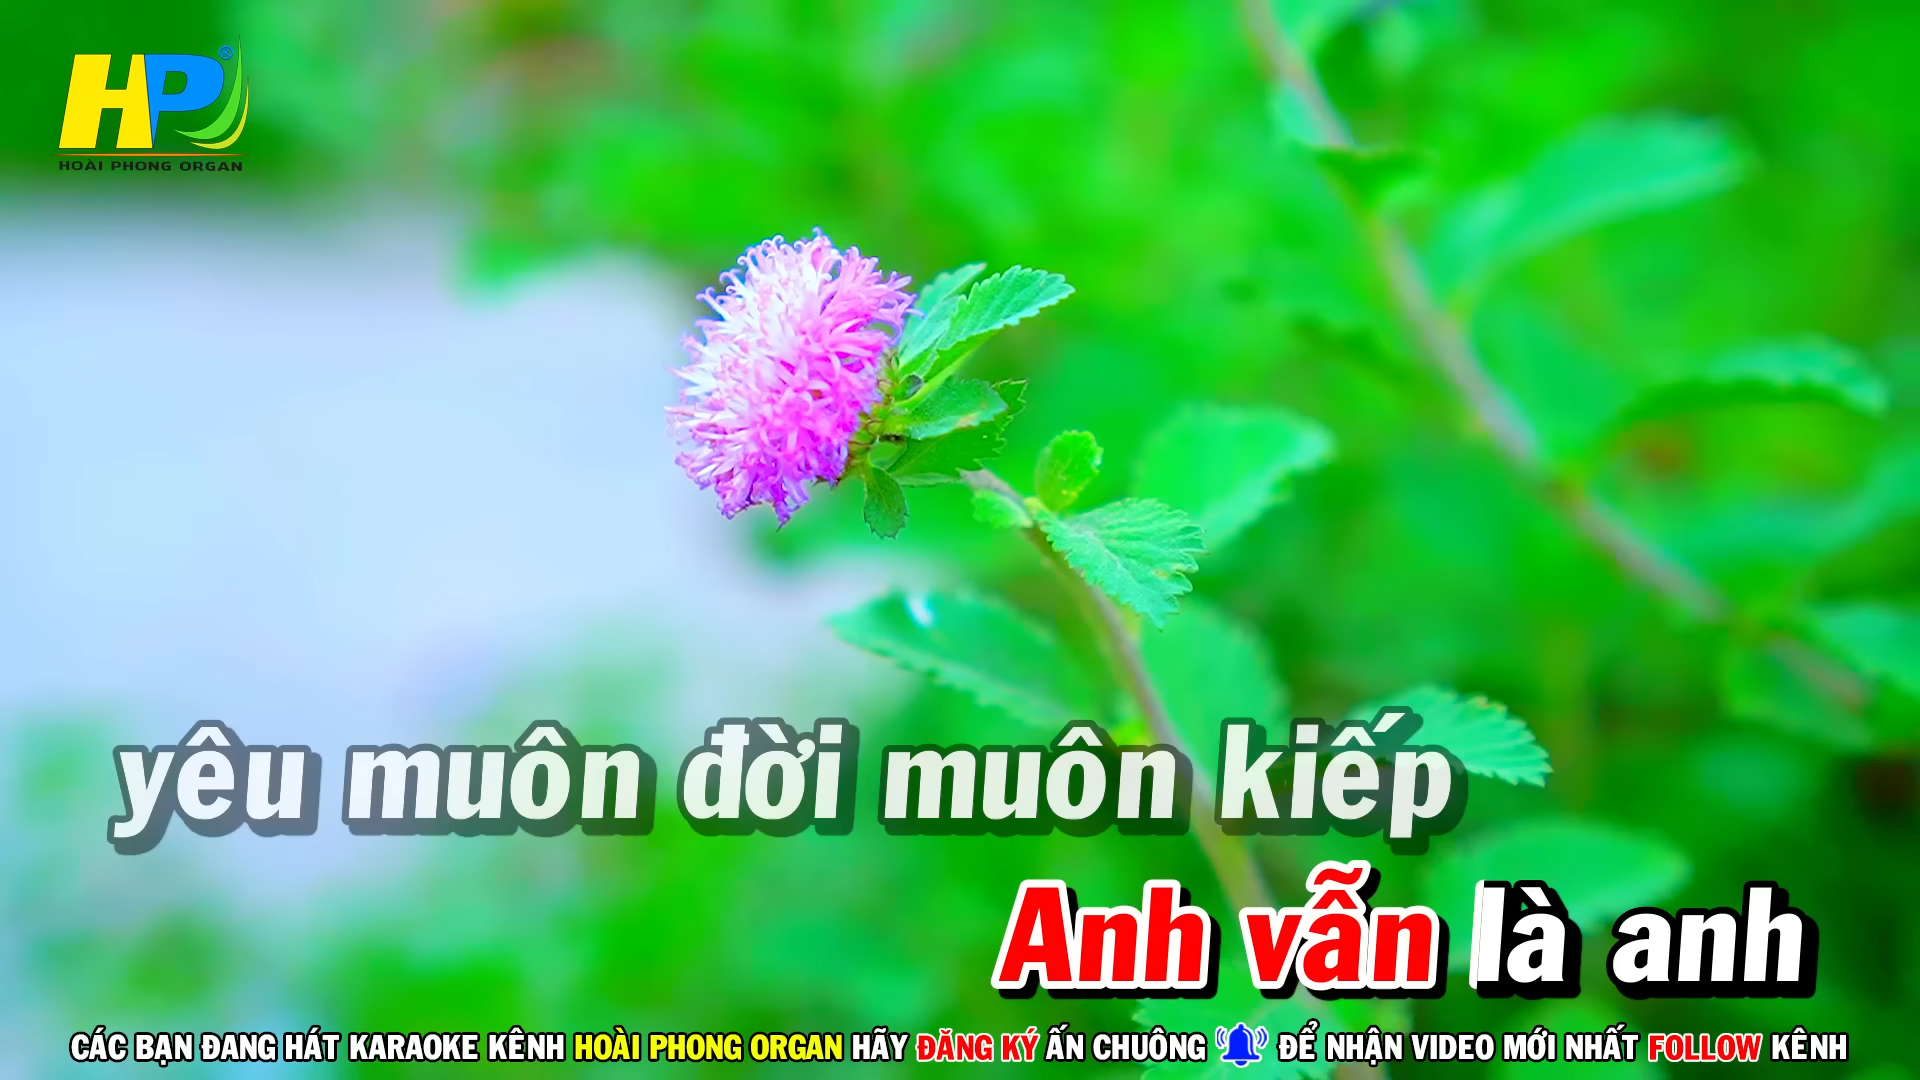 HP
HOÀI PHONG ORGAN
yêu muôn đời muôn kiếp
Anh vẫn là anh
CÁC BẠN ĐANG HÁT KARAOKE KÊNH HOÀI PHONG ORGAN HÃY ĐĂNG KÝ ẤN CHUÔNG ĐỂ NHẬN VIDEO MỚI NHẤT FOLLOW KÊNH